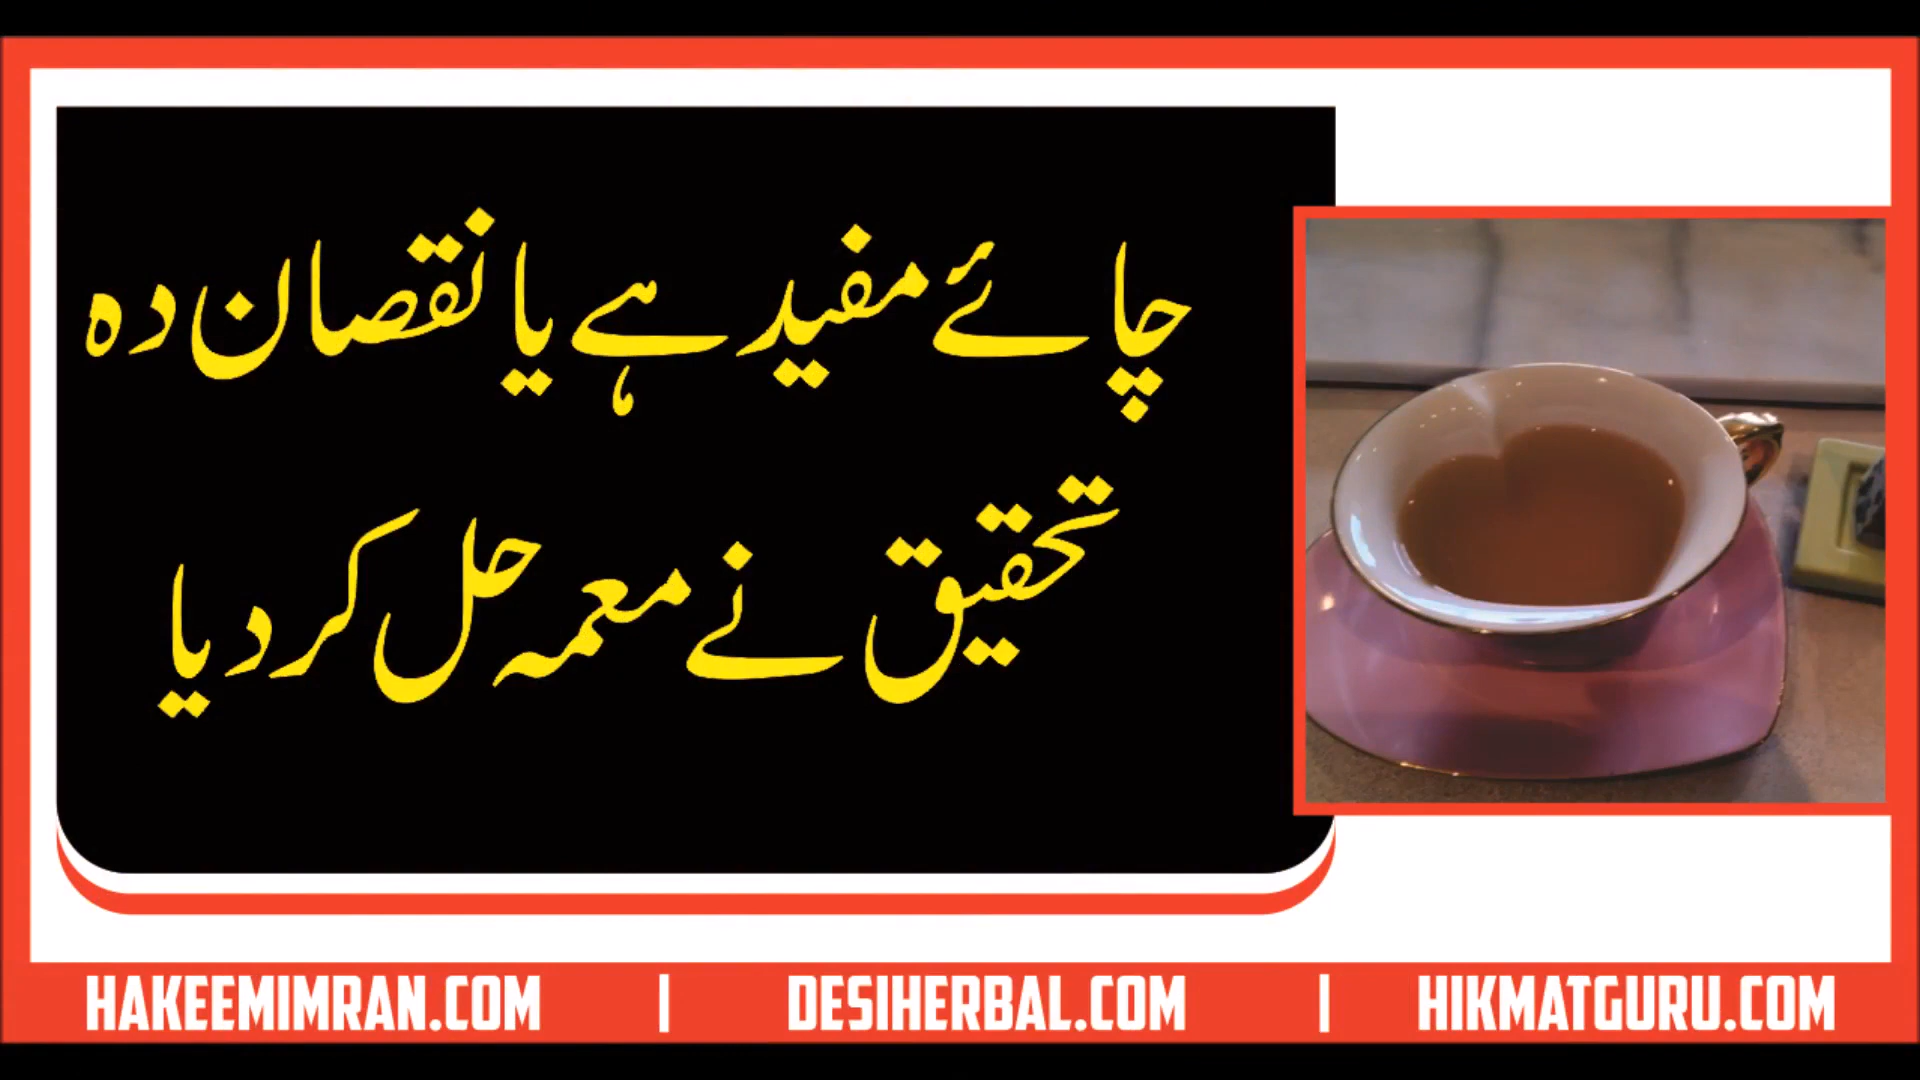 چائے مفید ہے یا نقصان دہ
تحقیق نے معمہ حل کر دیا
HAKEEMIMRAN.COM | DESIHERBAL.COM | HIKMATGURU.COM